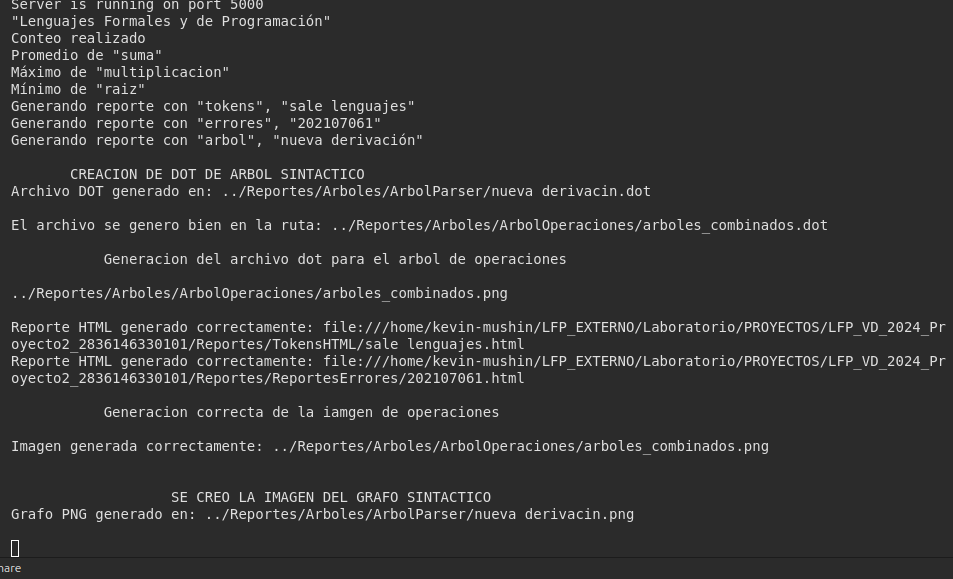 Server is running on port 5000
"Lenguajes Formales y de Programación"
Conteo realizado
Promedio de "suma"
Máximo de "multiplicacion"
Mínimo de "raiz"
Generando reporte con "tokens", "sale lenguajes"
Generando reporte con "errores", "202107061"
Generando reporte con "arbol", "nueva derivación"
CREACION DE DOT DE ARBOL SINTACTICO
Archivo DOT generado en: ../Reportes/Arboles/ArbolParser/nueva derivacin.dot
El archivo se genero bien en la ruta: ../Reportes/Arboles/ArbolOperaciones/arboles_combinados.dot
Generacion del archivo dot para el arbol de operaciones
../Reportes/Arboles/ArbolOperaciones/arboles_combinados.png
Reporte HTML generado correctamente: file:///home/kevin-mushin/LFP_EXTERNO/Laboratorio/PROYECTOS/LFP_VD_2024_Pr
oyecto2_2836146330101/Reportes/TokensHTML/sale lenguajes.html
Reporte HTML generado correctamente: file:///home/kevin-mushin/LFP_EXTERNO/Laboratorio/PROYECTOS/LFP_VD_2024_Pr
oyecto2_2836146330101/Reportes/ReportesErrores/202107061.html
Generacion correcta de la iamgen de operaciones
Imagen generada correctamente: ../Reportes/Arboles/ArbolOperaciones/arboles_combinados.png
SE CREO LA IMAGEN DEL GRAFO SINTACTICO
Grafo PNG generado en: ../Reportes/Arboles/ArbolParser/nueva derivacin.png
hare